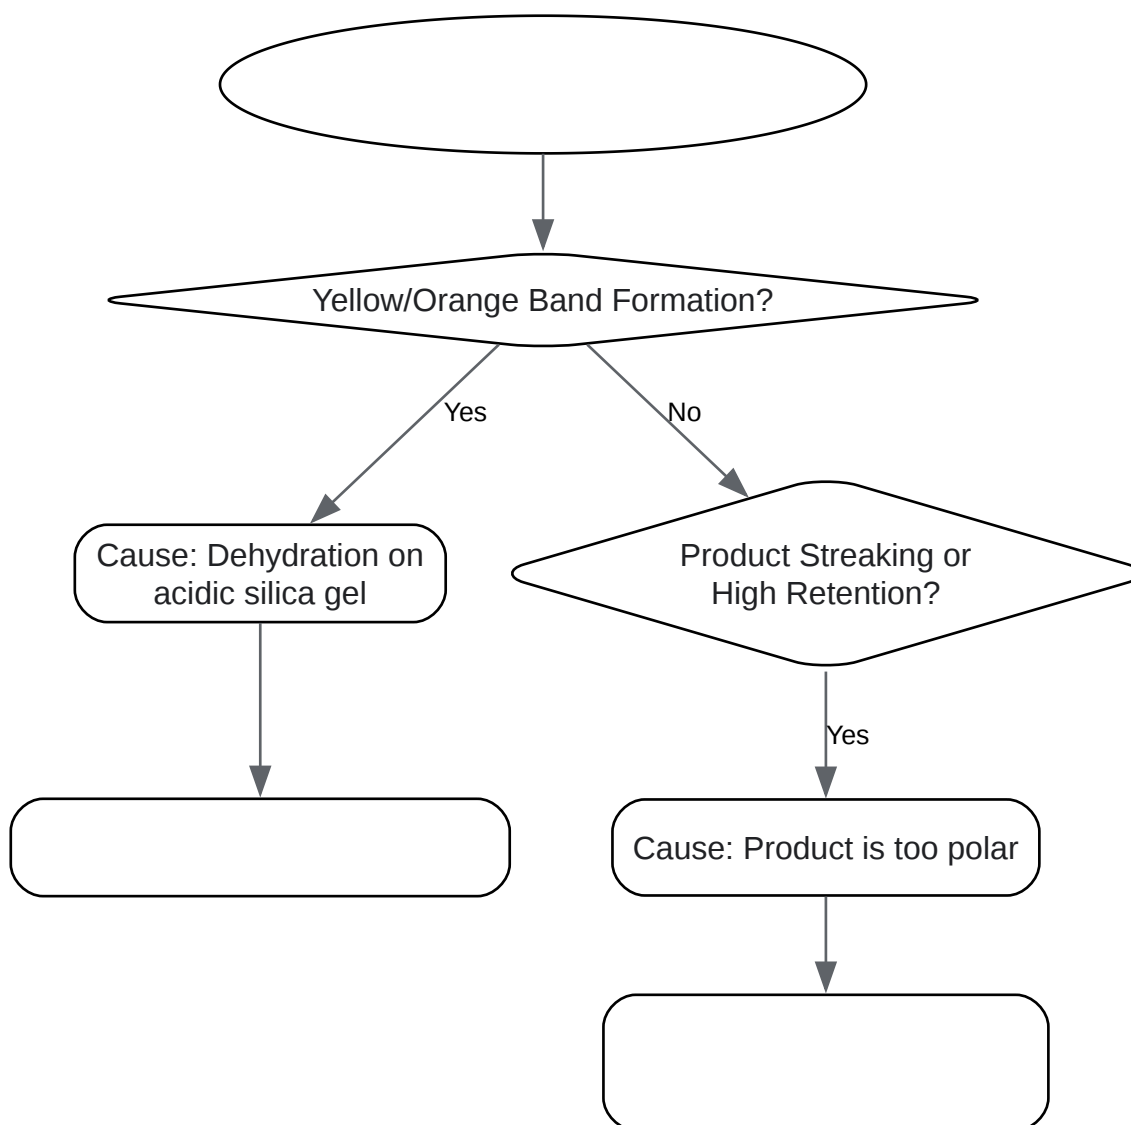 Yellow/Orange Band Formation?
Yes
No
Cause: Dehydration on
acidic silica gel
Product Streaking or
High Retention?
Yes
Cause: Product is too polar